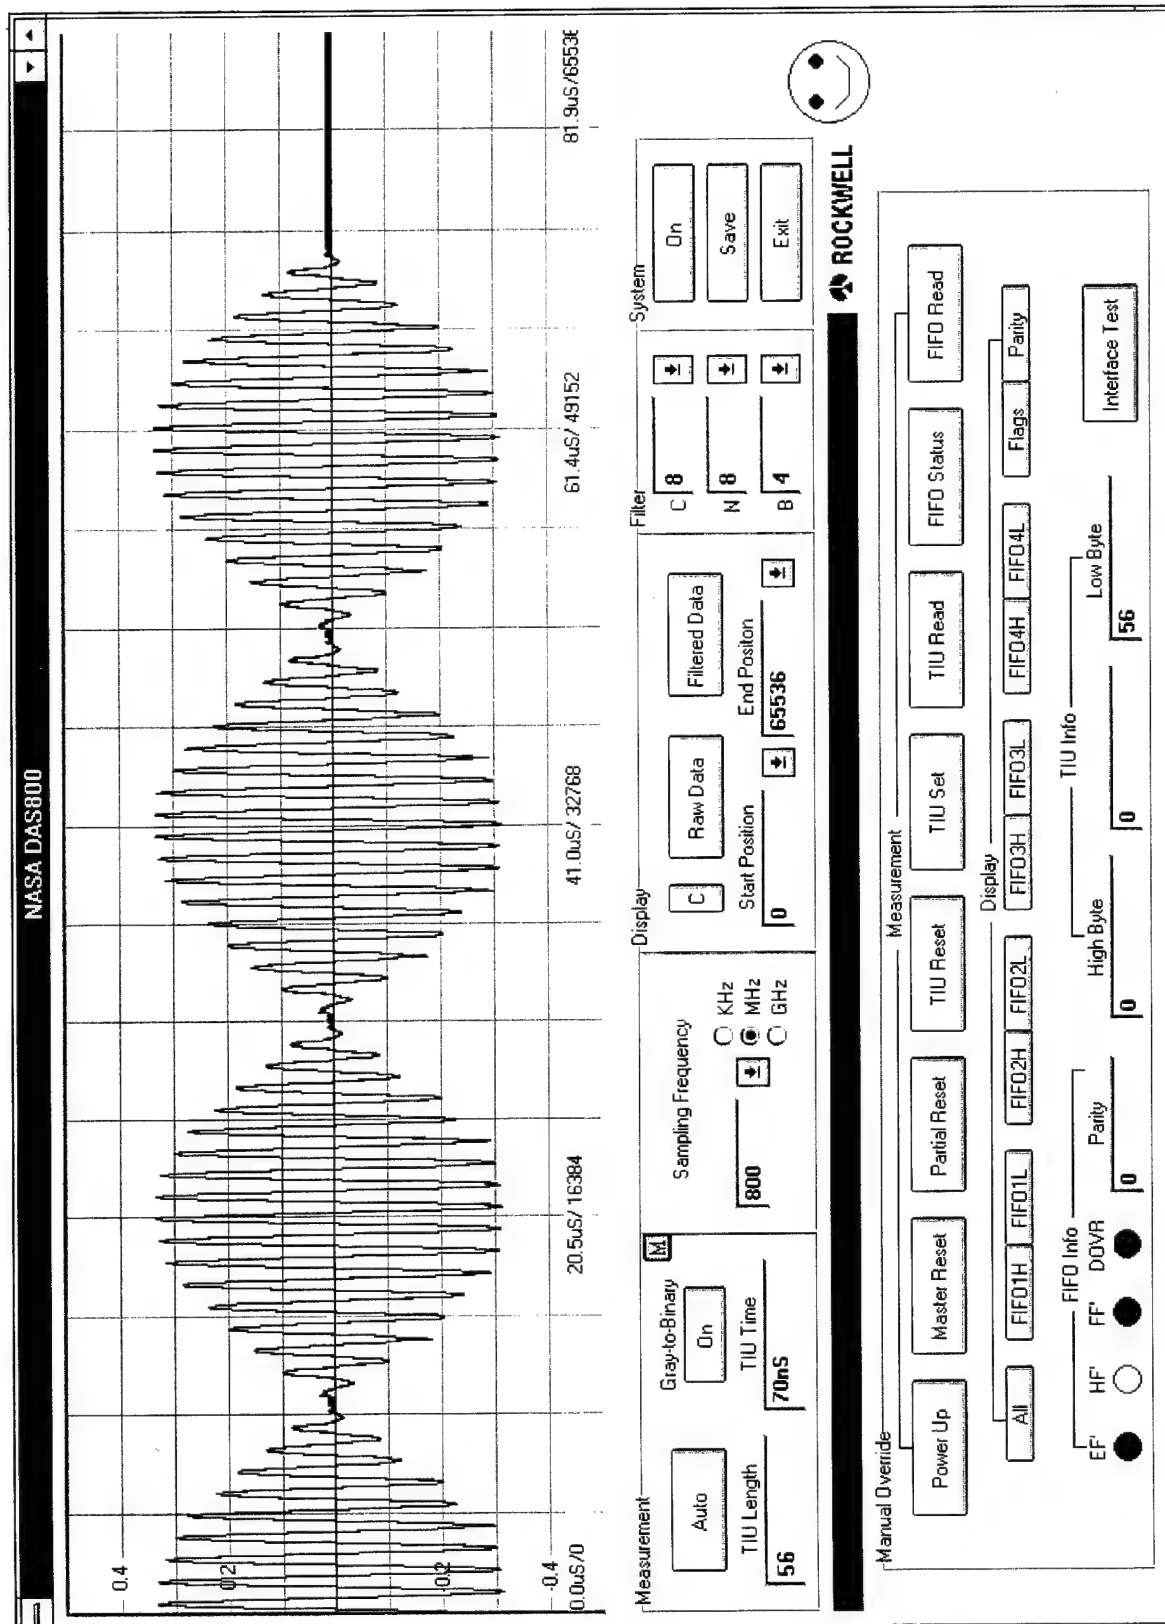 NASA DAS800
0.4
0.2
-0.2
-0.4
0.0uS/0
20.5uS/ 16384
41.0uS/ 32768
61.4uS/ 49152
81.9uS/65536
Measurement
Auto
Gray-to-Binary
On
M
TIU Length
TIU Time
56
70nS
Sampling Frequency
800
KHz
MHz
GHz
Display
C
Raw Data
Filtered Data
Start Position
End Positon
0
65536
Filter
C 8
N 8
B 4
System
On
Save
Exit
ROCKWELL
Manual Override
Measurement
Power Up
Master Reset
Partial Reset
TIU Reset
TIU Set
TIU Read
FIFO Status
FIFO Read
Display
All
FIFO1H
FIFO1L
FIFO2H
FIFO2L
FIFO3H
FIFO3L
FIFO4H
FIFO4L
Flags
Parity
FIFO Info
TIU Info
EF'
HF'
FF'
DOVR
Parity
High Byte
Low Byte
0
0
0
56
Interface Test